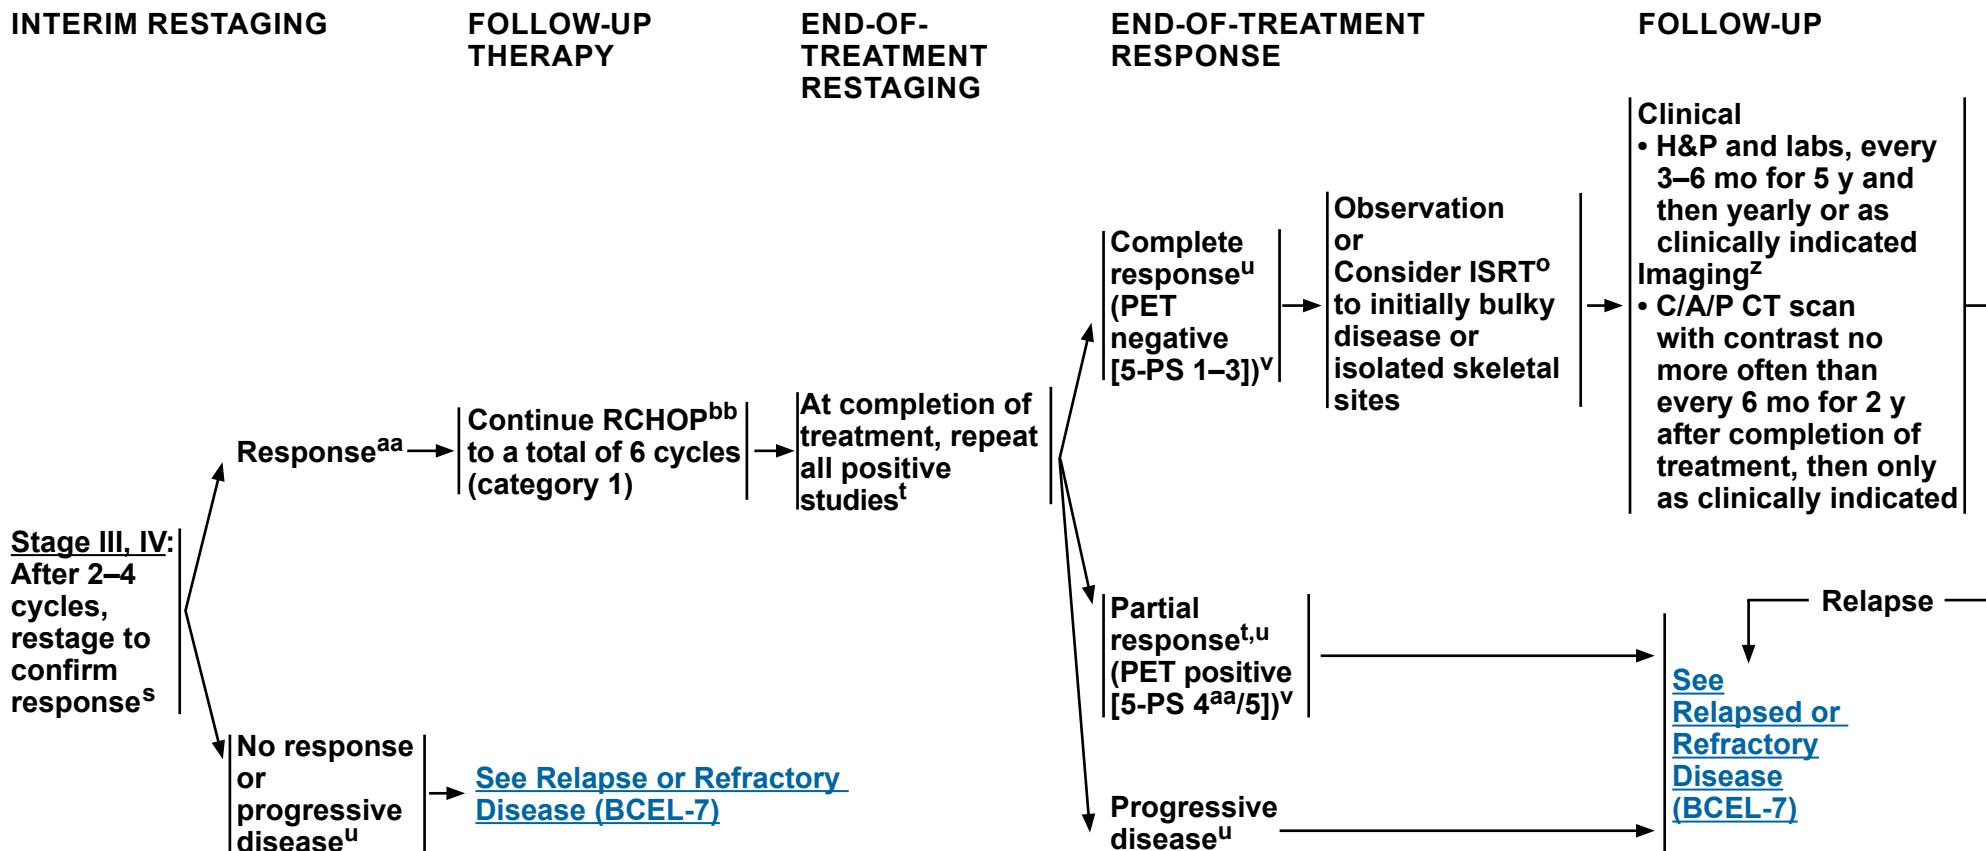 INTERIM RESTAGING
FOLLOW-UP
THERAPY
END-OF-
TREATMENT
RESTAGING
END-OF-TREATMENT
RESPONSE
FOLLOW-UP
Stage III, IV:
After 2–4
cycles,
restage to
confirm
responseˢ
Responseᵃᵃ
Continue RCHOPᵇᵇ
to a total of 6 cycles
(category 1)
At completion of
treatment, repeat
all positive
studiesᵗ
Complete
responseᵘ
(PET
negative
[5-PS 1–3])ᵛ
Observation
or
Consider ISRTᵒ
to initially bulky
disease or
isolated skeletal
sites
Clinical
• H&P and labs, every
3–6 mo for 5 y and
then yearly or as
clinically indicated
Imagingᶻ
• C/A/P CT scan
with contrast no
more often than
every 6 mo for 2 y
after completion of
treatment, then only
as clinically indicated
Partial
responseᵗ,ᵘ
(PET positive
[5-PS 4ᵃᵃ/5])ᵛ
Relapse
See
Relapsed or
Refractory
Disease
(BCEL-7)
No response
or
progressive
diseaseᵘ
See Relapse or Refractory
Disease (BCEL-7)
Progressive
diseaseᵘ